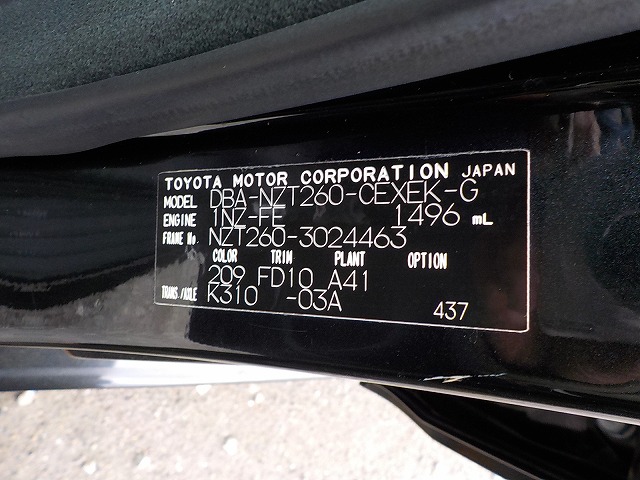 TOYOTA MOTOR CORPORATION JAPAN
MODEL DBA-NZT260-CEXEK-G
ENGINE 1NZ-FE 1496 mL
FRAME No. NZT260-3024463
COLOR TRIM PLANT OPTION
209 FD10 A41
TRANS./AXLE K310 -03A
437